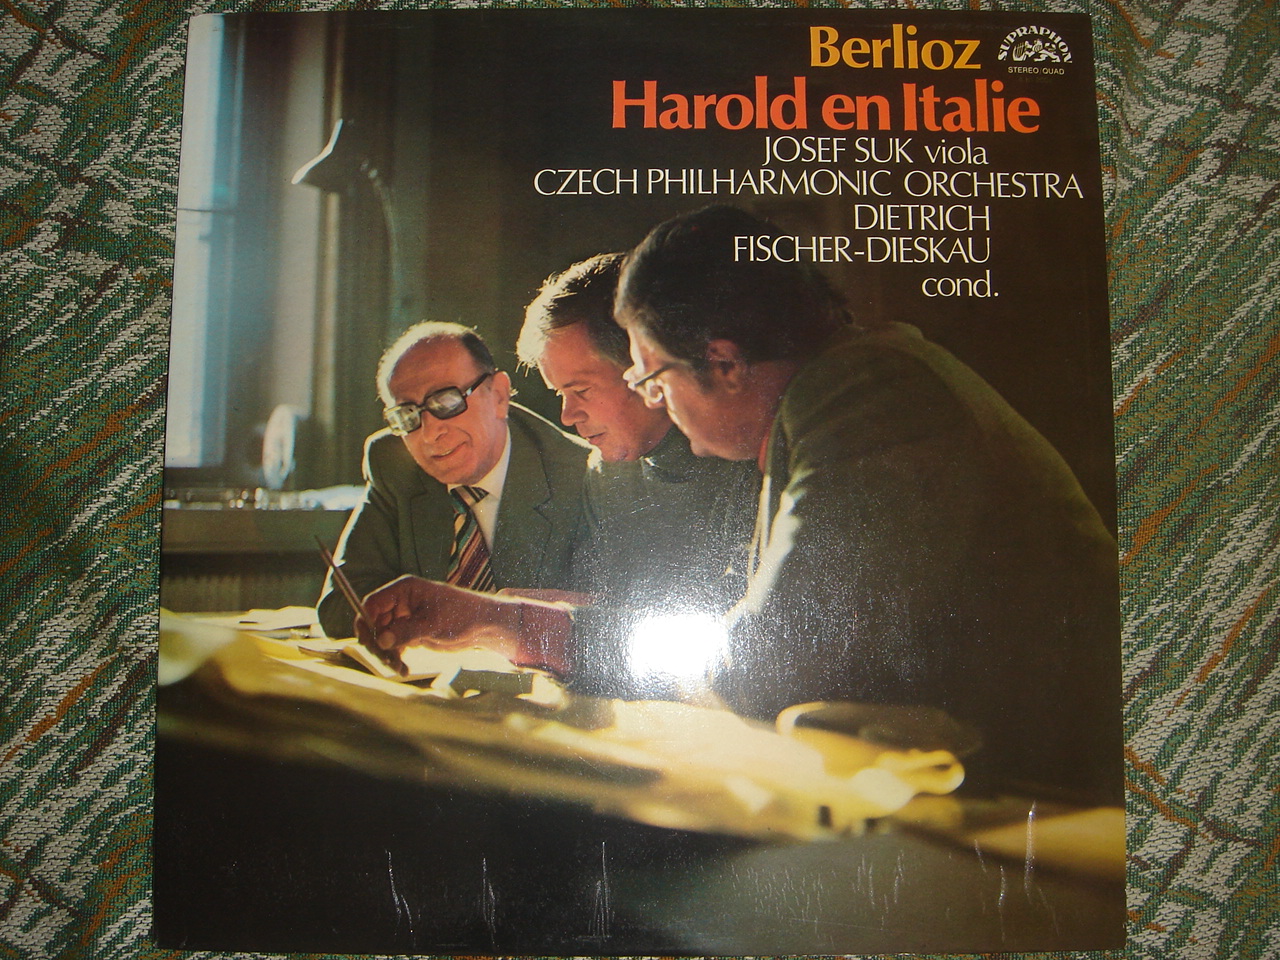 Berlioz
SUPRAPHON
STEREO/QUAD
Harold en Italie
JOSEF SUK viola
CZECH PHILHARMONIC ORCHESTRA
DIETRICH
FISCHER-DIESKAU
cond.